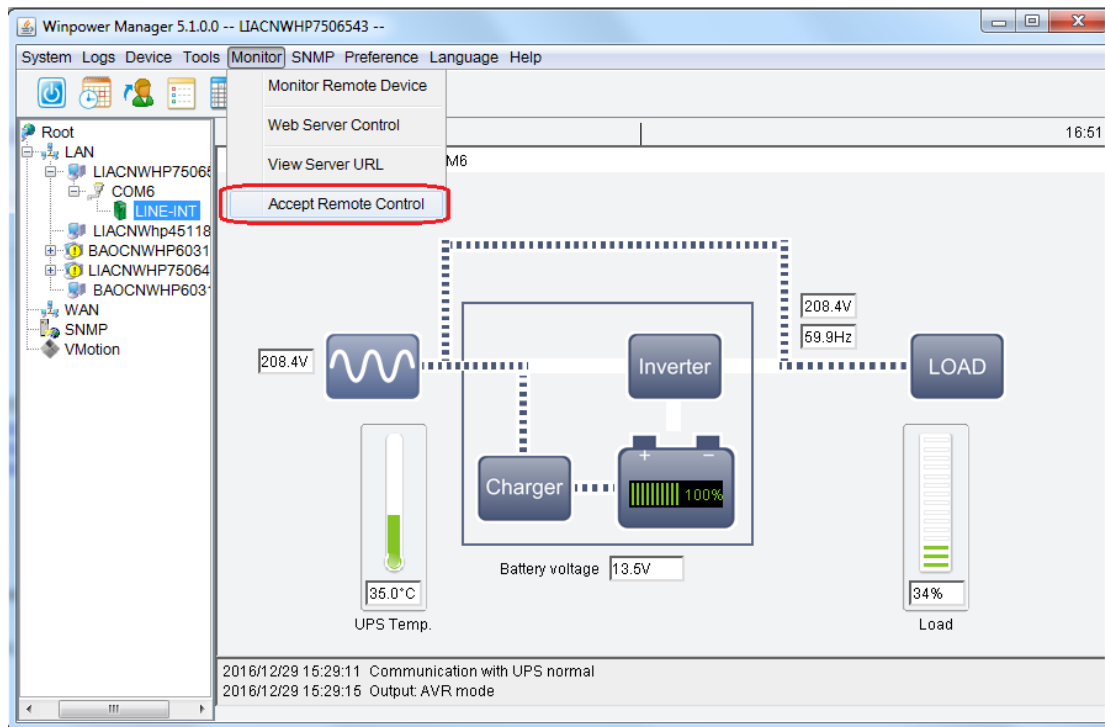 Winpower Manager 5.1.0.0 -- LIACNWHP7506543 --
System Logs Device Tools Monitor SNMP Preference Language Help
Monitor Remote Device
Web Server Control
View Server URL
Accept Remote Control
16:51
M6
Root
LAN
LIACNWHP75065
COM6
LINE-INT
LIACNWhp45118
BAOCNWHP6031
LIACNWHP75064
BAOCNWHP6031
WAN
SNMP
VMotion
208.4V
59.9Hz
208.4V
Inverter
LOAD
Charger
+ −
100%
Battery voltage 13.5V
35.0°C
UPS Temp.
34%
Load
2016/12/29 15:29:11 Communication with UPS normal
2016/12/29 15:29:15 Output: AVR mode